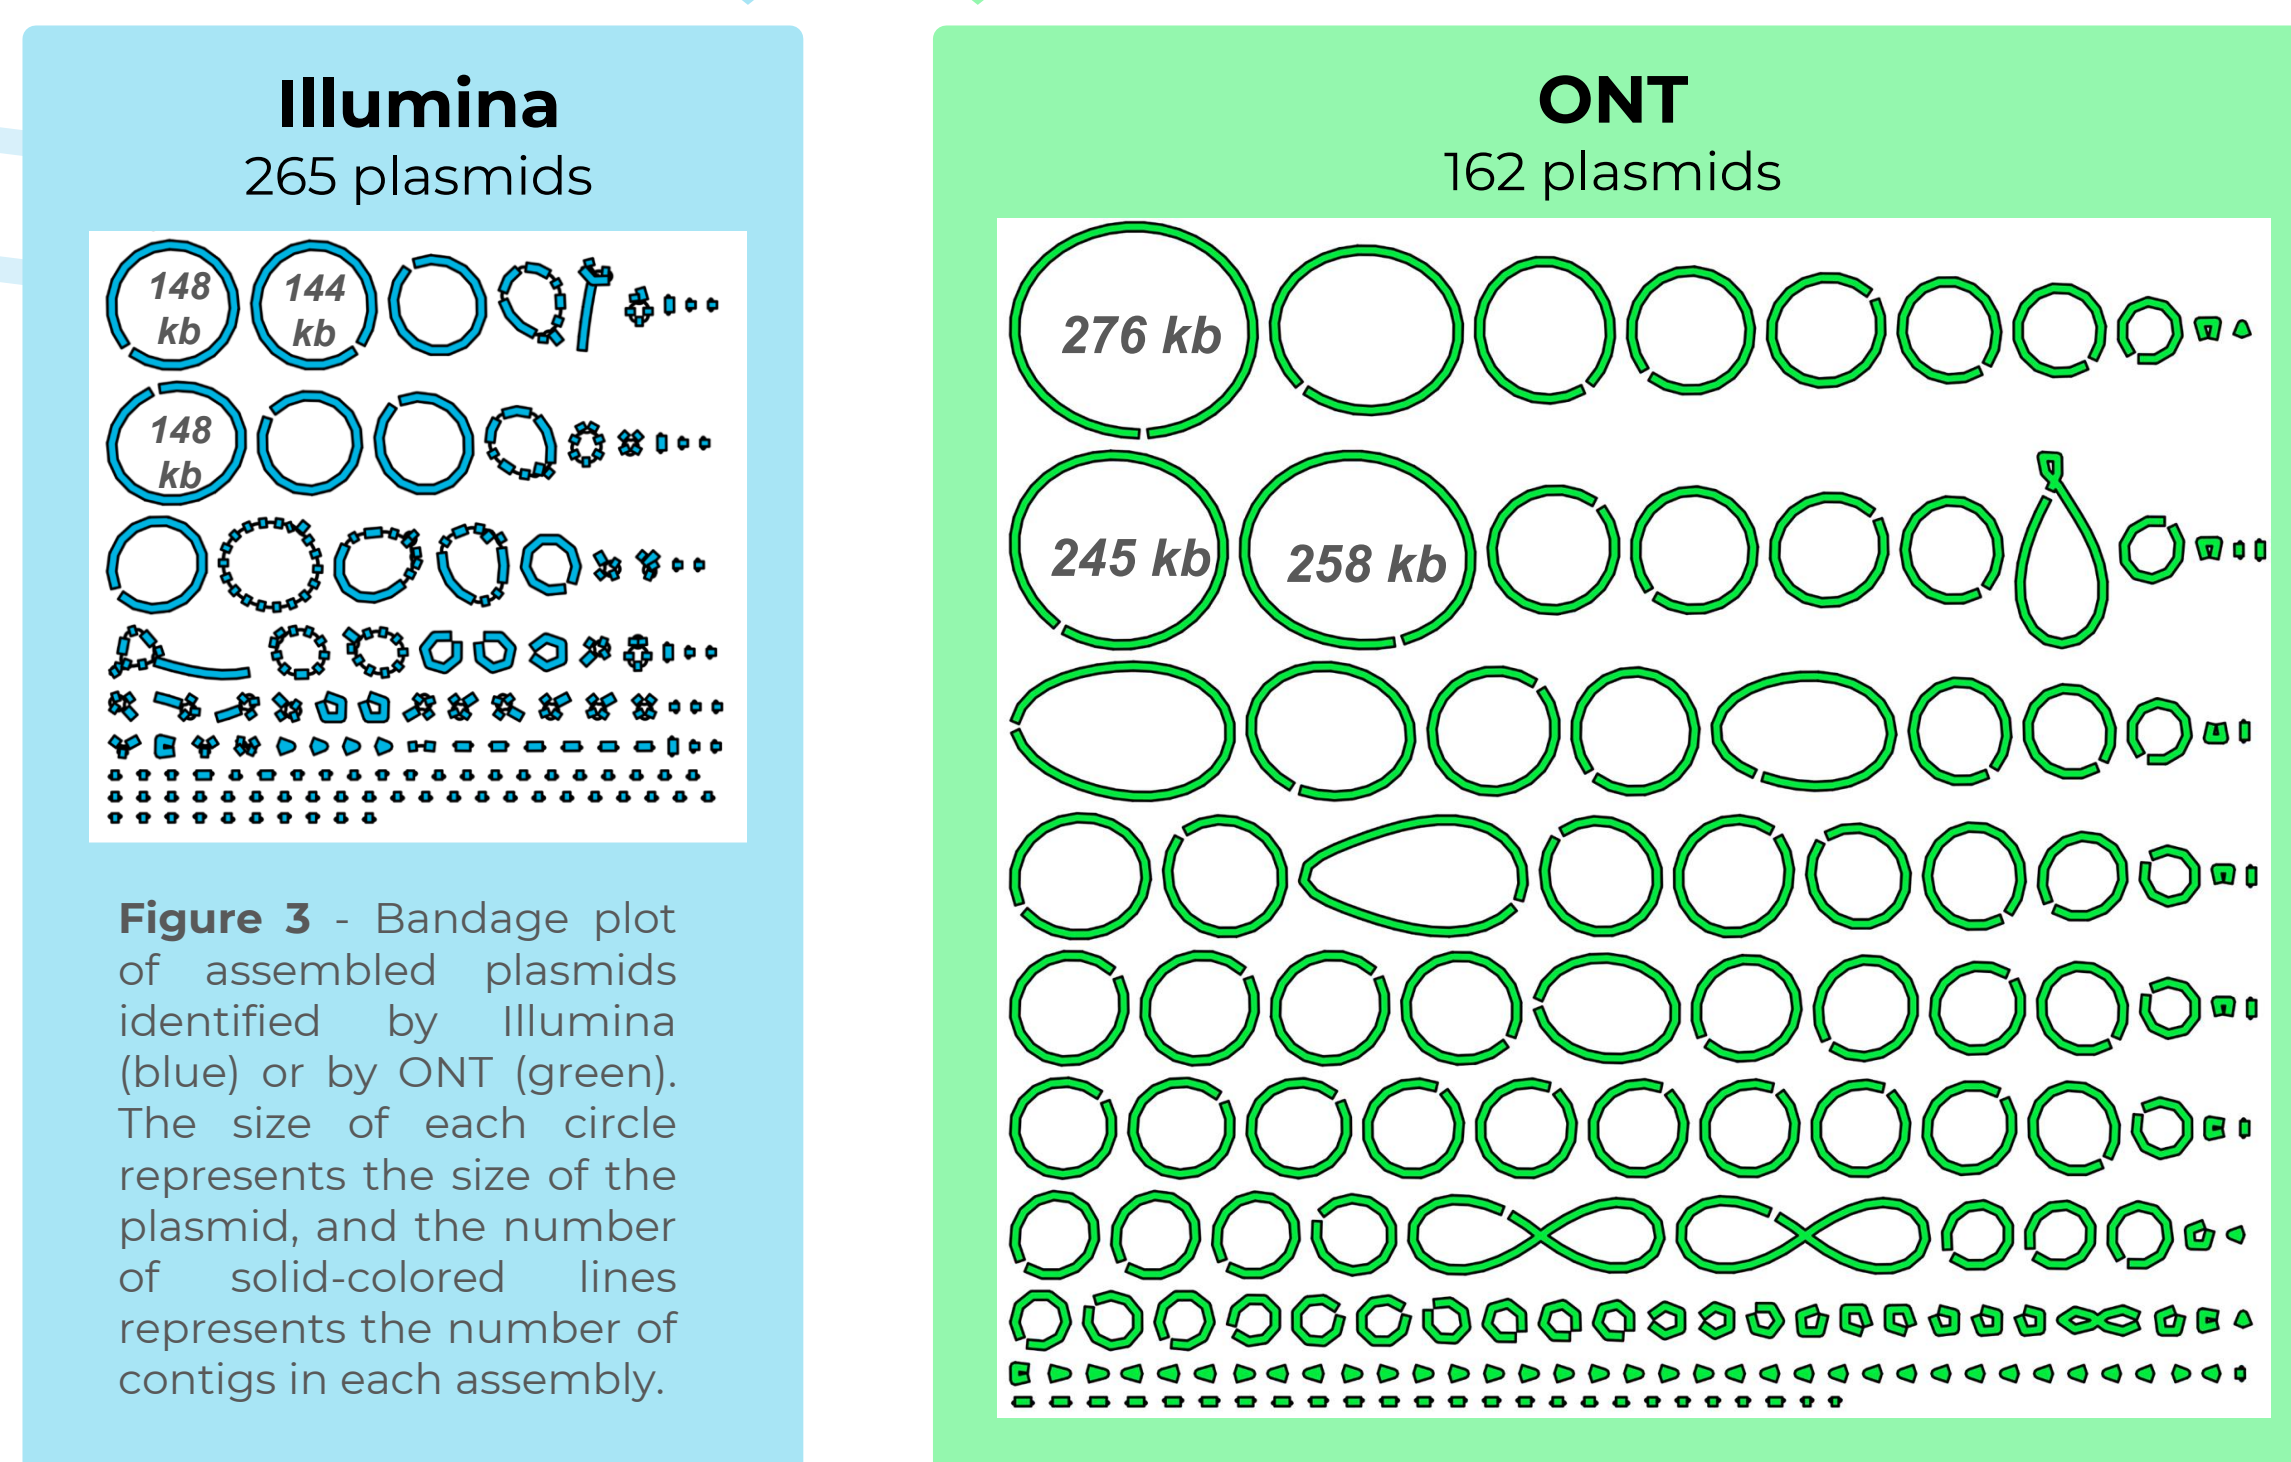 Illumina
265 plasmids
148
kb
144
kb
148
kb
Figure 3 - Bandage plot
of assembled plasmids
identified by Illumina
(blue) or by ONT (green).
The size of each circle
represents the size of the
plasmid, and the number
of solid-colored lines
represents the number of
contigs in each assembly.
ONT
162 plasmids
276 kb
245 kb
258 kb